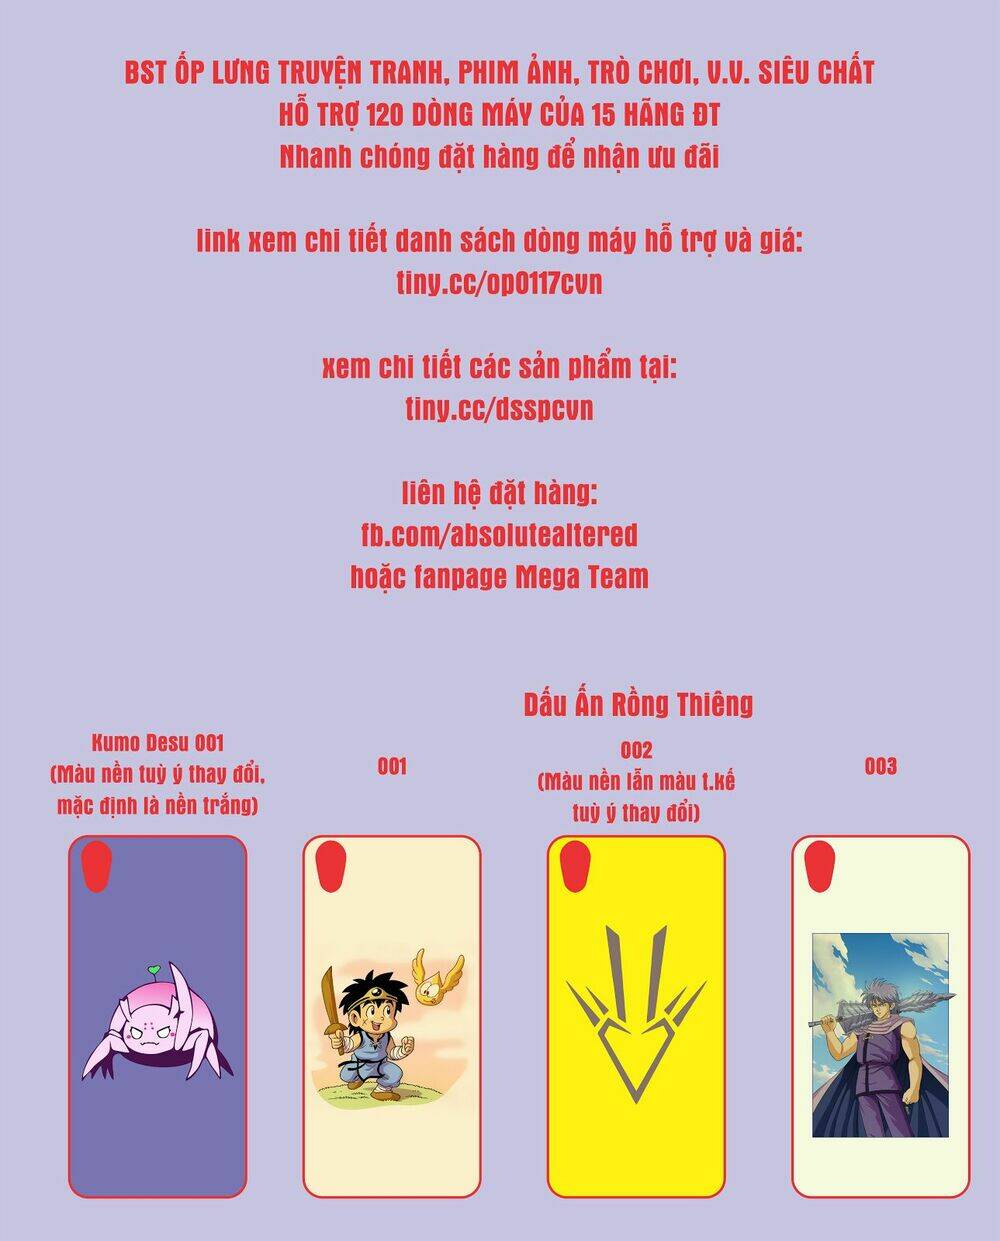 BST ỐP LƯNG TRUYỆN TRANH, PHIM ẢNH, TRÒ CHƠI, V.V. SIÊU CHẤT
HỖ TRỢ 120 DÒNG MÁY CỦA 15 HÃNG ĐT
Nhanh chóng đặt hàng để nhận ưu đãi
link xem chi tiết danh sách dòng máy hỗ trợ và giá:
tiny.cc/op0117cvn
xem chi tiết các sản phẩm tại:
tiny.cc/dsspcvn
liên hệ đặt hàng:
fb.com/absolutealtered
hoặc fanpage Mega Team
Dấu Ấn Rồng Thiêng
Kumo Desu 001
(Màu nền tuỳ ý thay đổi,
mặc định là nền trắng)
001
002
(Màu nền lẫn màu t.kế
tuỳ ý thay đổi)
003